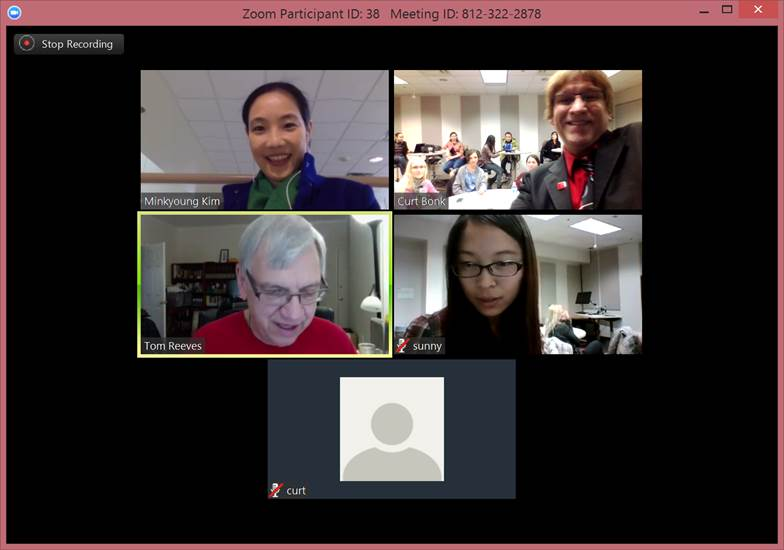 Zoom Participant ID: 38   Meeting ID: 812-322-2878
Stop Recording
Minkyoung Kim
Curt Bonk
Tom Reeves
sunny
curt